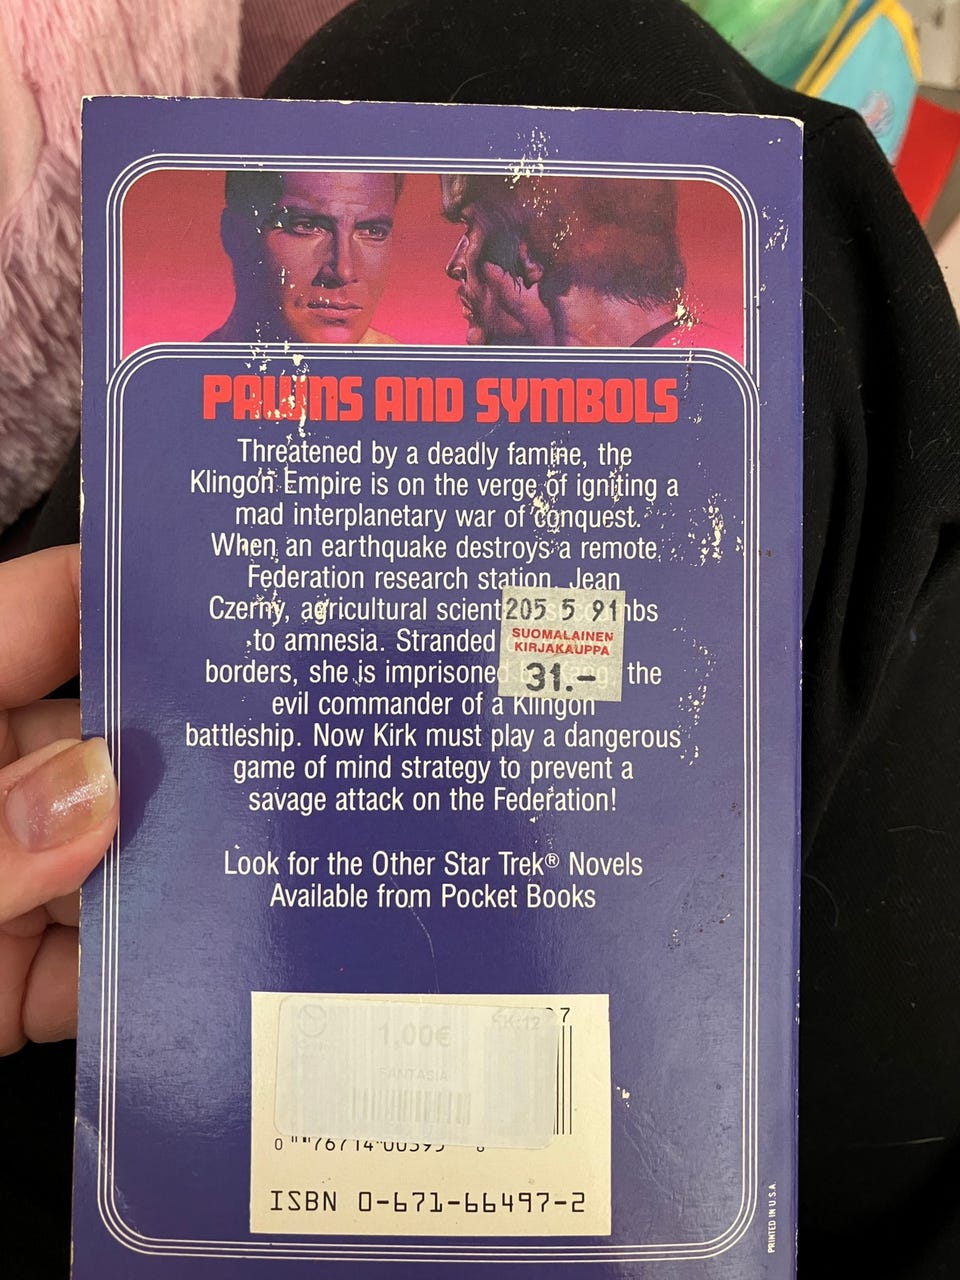 PAWNS AND SYMBOLS
Threatened by a deadly famine, the
Klingon Empire is on the verge of igniting a
mad interplanetary war of conquest.
When an earthquake destroys a remote
Federation research station, Jean
Czerny, agricultural scient
to amnesia. Stranded
borders, she is imprisoned the
evil commander of a Klingon
battleship. Now Kirk must play a dangerous
game of mind strategy to prevent a
savage attack on the Federation!
205 5 91
SUOMALAINEN
KIRJAKAUPPA
31.-
Look for the Other Star Trek® Novels
Available from Pocket Books
1,00€
FANTASIA
ISBN 0-671-66497-2
PRINTED IN U.S.A.